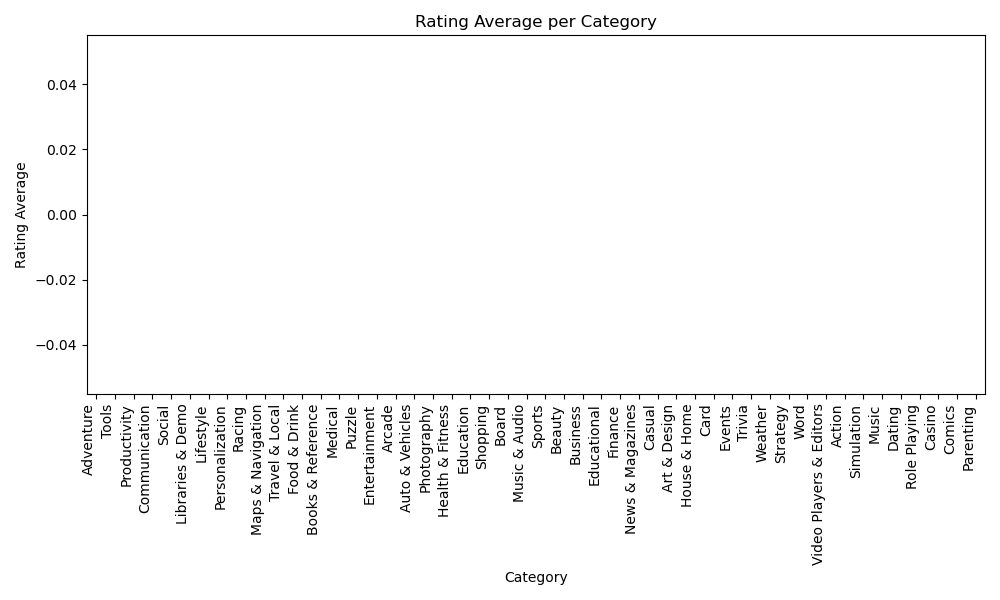 Rating Average per Category
Rating Average
0.04
0.02
0.00
−0.02
−0.04
Adventure
Tools
Productivity
Communication
Social
Libraries & Demo
Lifestyle
Personalization
Racing
Maps & Navigation
Travel & Local
Food & Drink
Books & Reference
Medical
Puzzle
Entertainment
Arcade
Auto & Vehicles
Photography
Health & Fitness
Education
Shopping
Board
Music & Audio
Sports
Beauty
Business
Educational
Finance
News & Magazines
Casual
Art & Design
House & Home
Card
Events
Trivia
Weather
Strategy
Word
Video Players & Editors
Action
Simulation
Music
Dating
Role Playing
Casino
Comics
Parenting
Category